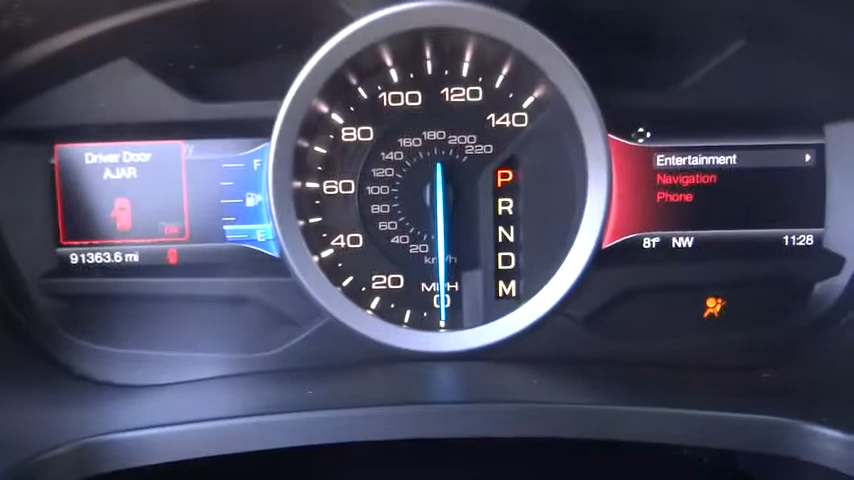 Driver Door
AJAR
OK
F
E
91363.6 mi
0
20
40
60
80
100
120
140
MPH
20
40
60
80
100
120
140
160
180
200
220
km/h
P
R
N
D
M
Entertainment
Navigation
Phone
81° NW 11:28